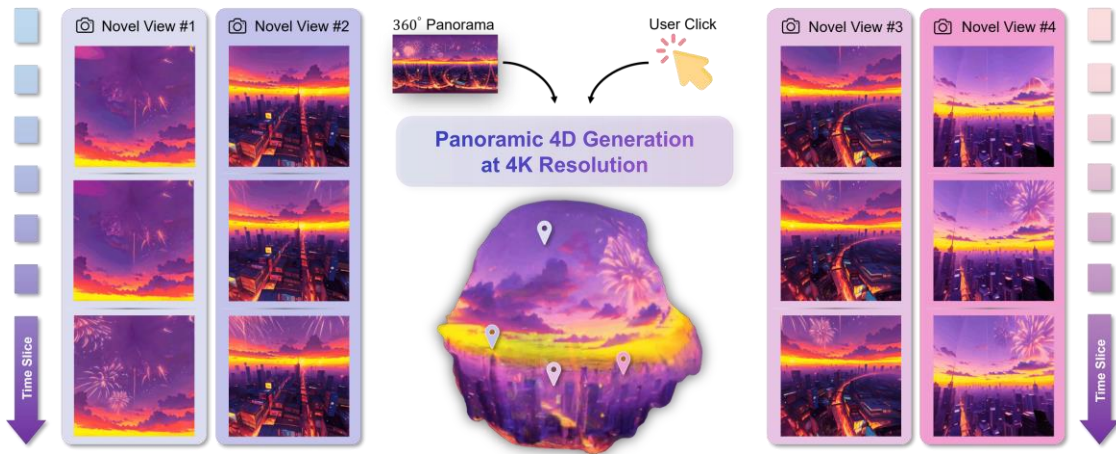 Novel View #1
Novel View #2
360° Panorama
User Click
Novel View #3
Novel View #4
Panoramic 4D Generation
at 4K Resolution
Time Slice
Time Slice